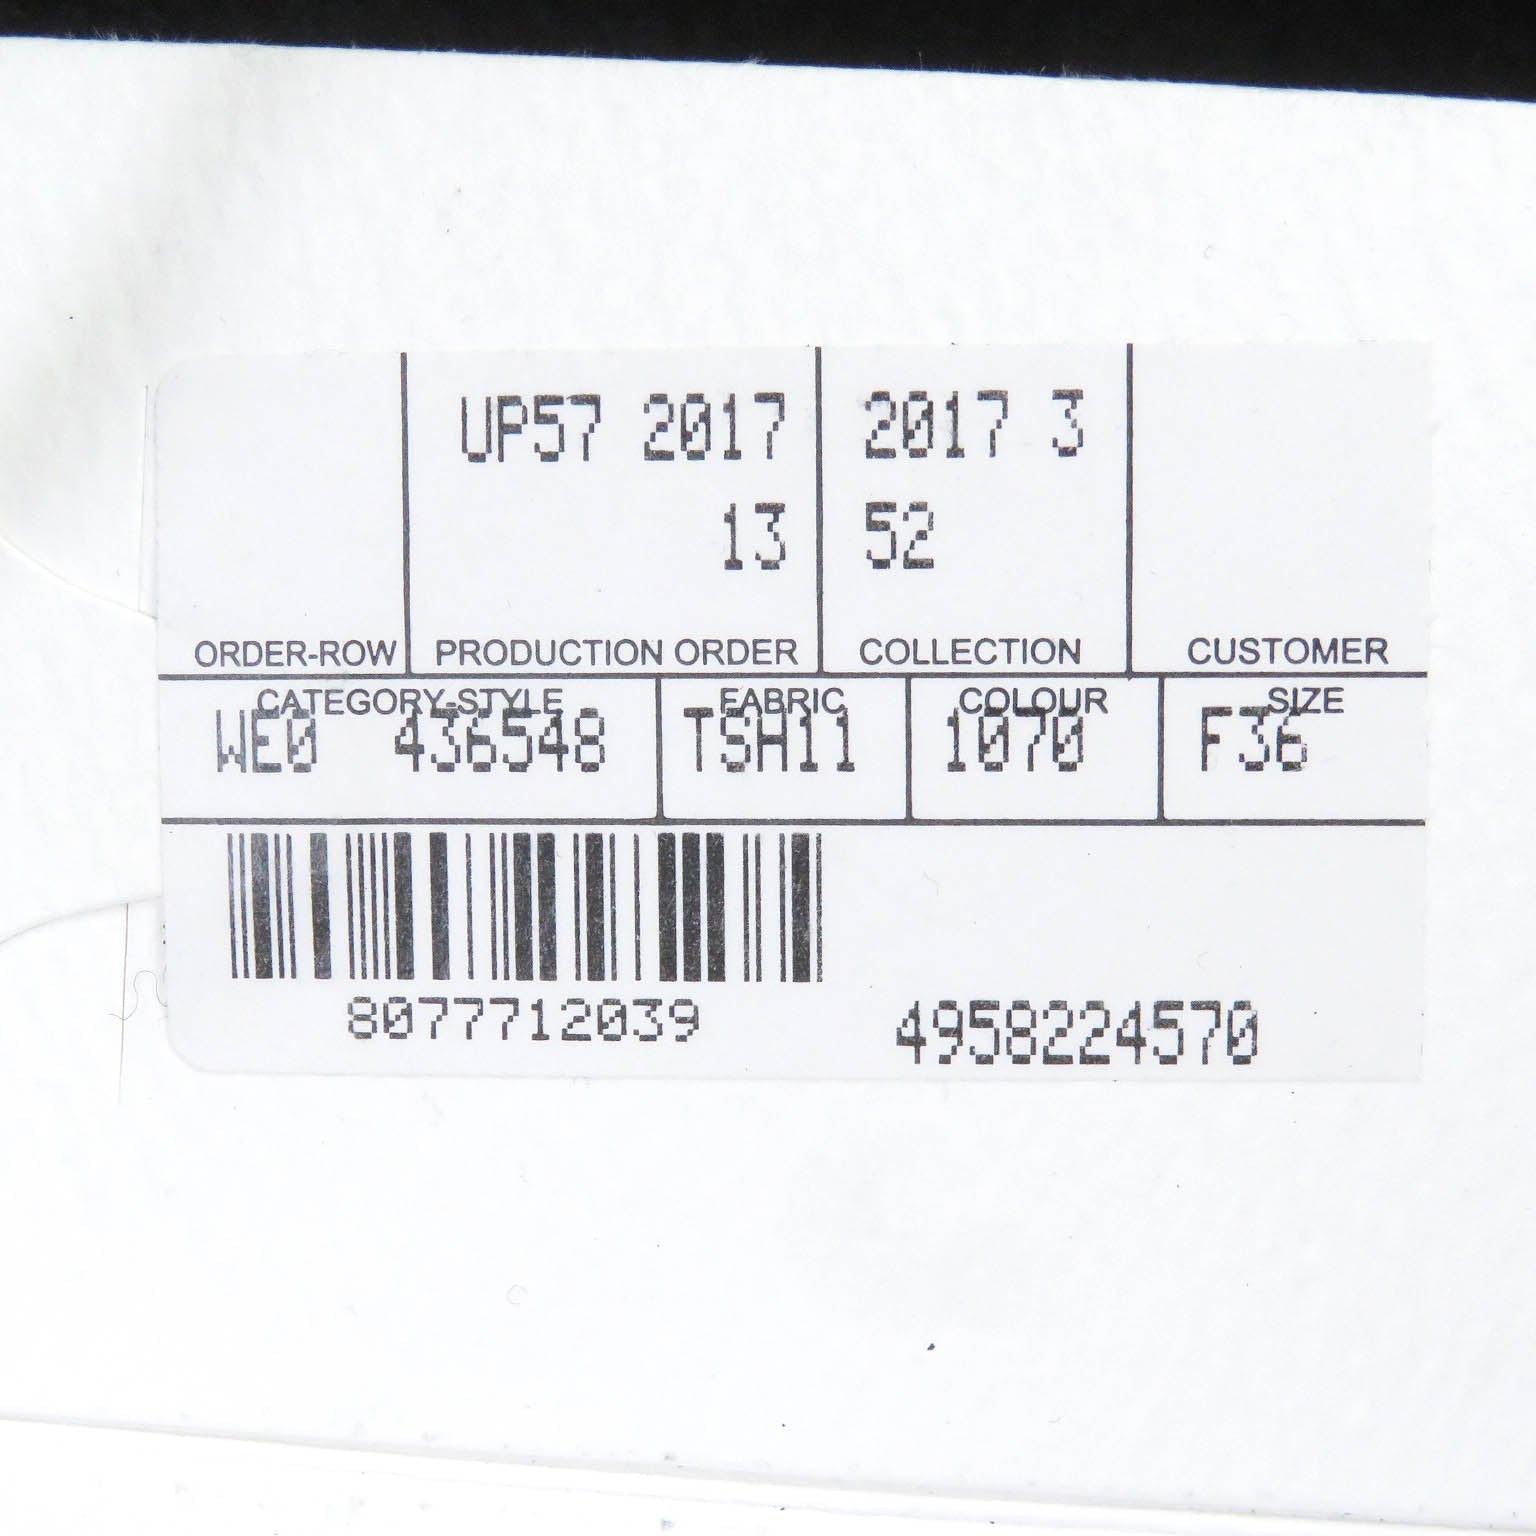 UP57 2017 2017 3
13 52
ORDER-ROW PRODUCTION ORDER COLLECTION CUSTOMER
CATEGORY-STYLE FABRIC COLOUR SIZE
WE0 436548 TSH11 1070 F36
8077712039 4958224570